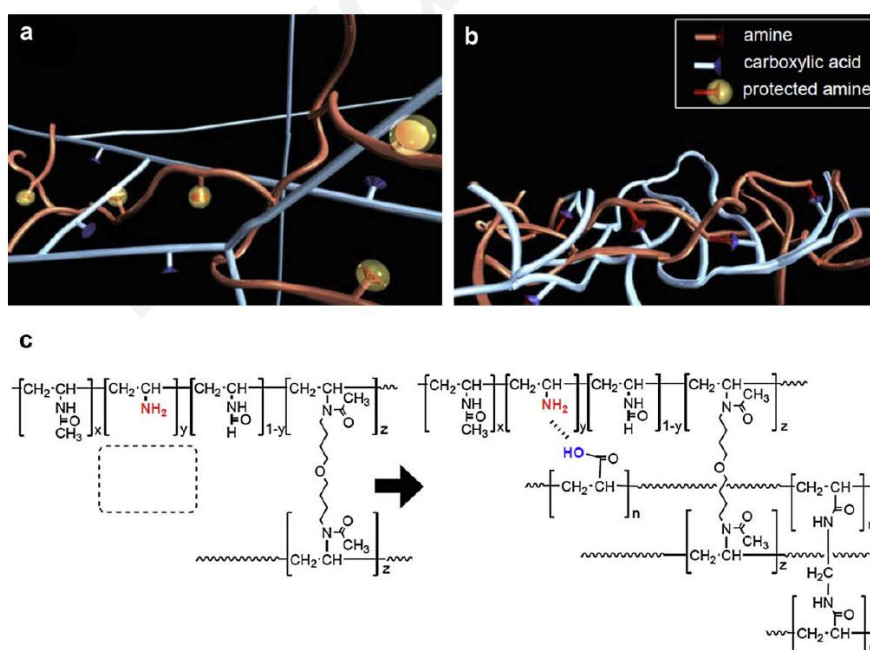 a
b
amine
carboxylic acid
protected amine
c
CH2 CH x
NH
C=O
CH3
CH2 CH y
NH2
CH2 CH 1-y
NH
C=O
H
CH2 CH z
N O
CH3
O
N O
CH3
CH2 CH z
CH2 CH x
NH
C=O
CH3
CH2 CH y
NH2
CH2 CH 1-y
NH
C=O
H
CH2 CH z
N O
CH3
HO O
CH2 CH n
O
CH2 CH
NH O
N O
CH3
CH2 CH z
H2C
NH O
CH2 CH